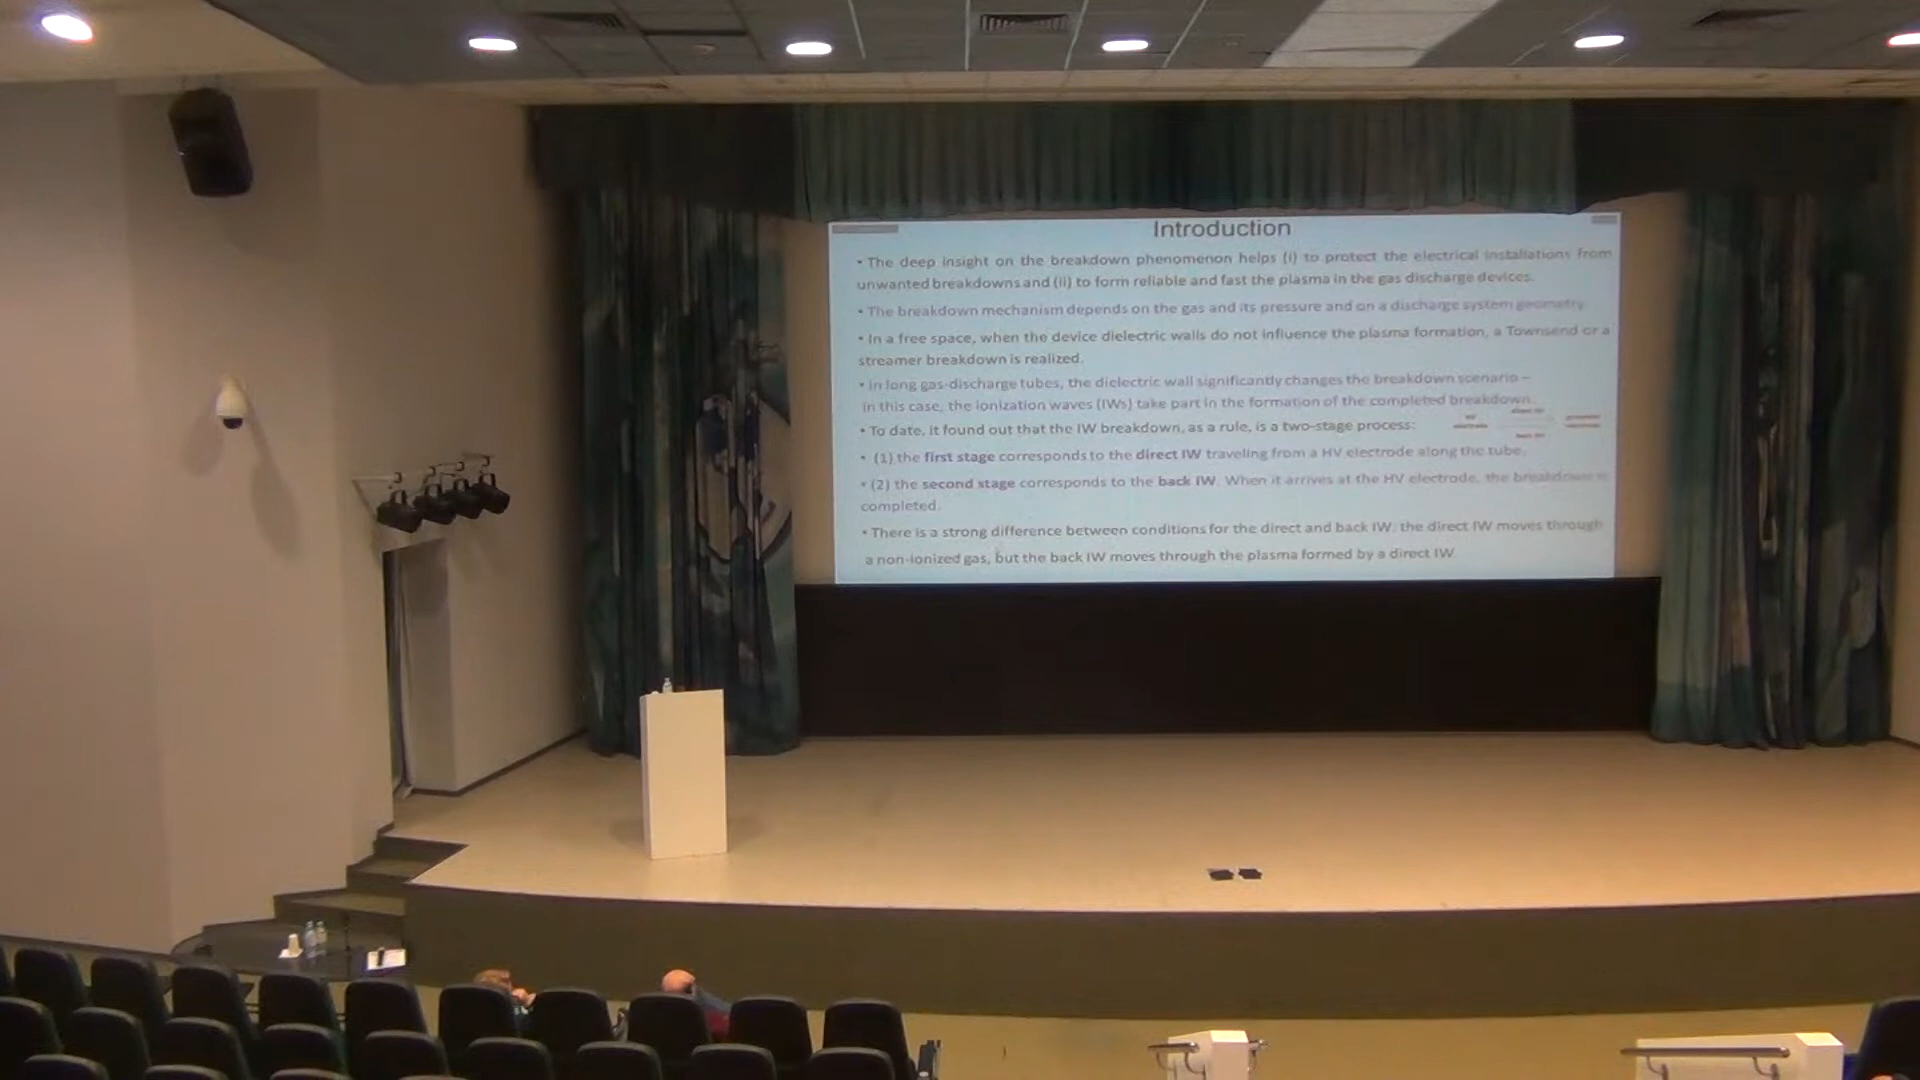 Introduction
• The deep insight on the breakdown phenomenon helps (i) to protect the electrical installations from
unwanted breakdowns and (ii) to form reliable and fast the plasma in the gas discharge devices.
• The breakdown mechanism depends on the gas and its pressure and on a discharge system geometry.
• In a free space, when the device dielectric walls do not influence the plasma formation, a Townsend or a
streamer breakdown is realized.
• In long gas-discharge tubes, the dielectric wall significantly changes the breakdown scenario –
in this case, the ionization waves (IWs) take part in the formation of the completed breakdown.
• To date, it found out that the IW breakdown, as a rule, is a two-stage process:
• (1) the first stage corresponds to the direct IW traveling from a HV electrode along the tube.
• (2) the second stage corresponds to the back IW. When it arrives at the HV electrode, the breakdown is
completed.
• There is a strong difference between conditions for the direct and back IW: the direct IW moves through
a non-ionized gas, but the back IW moves through the plasma formed by a direct IW